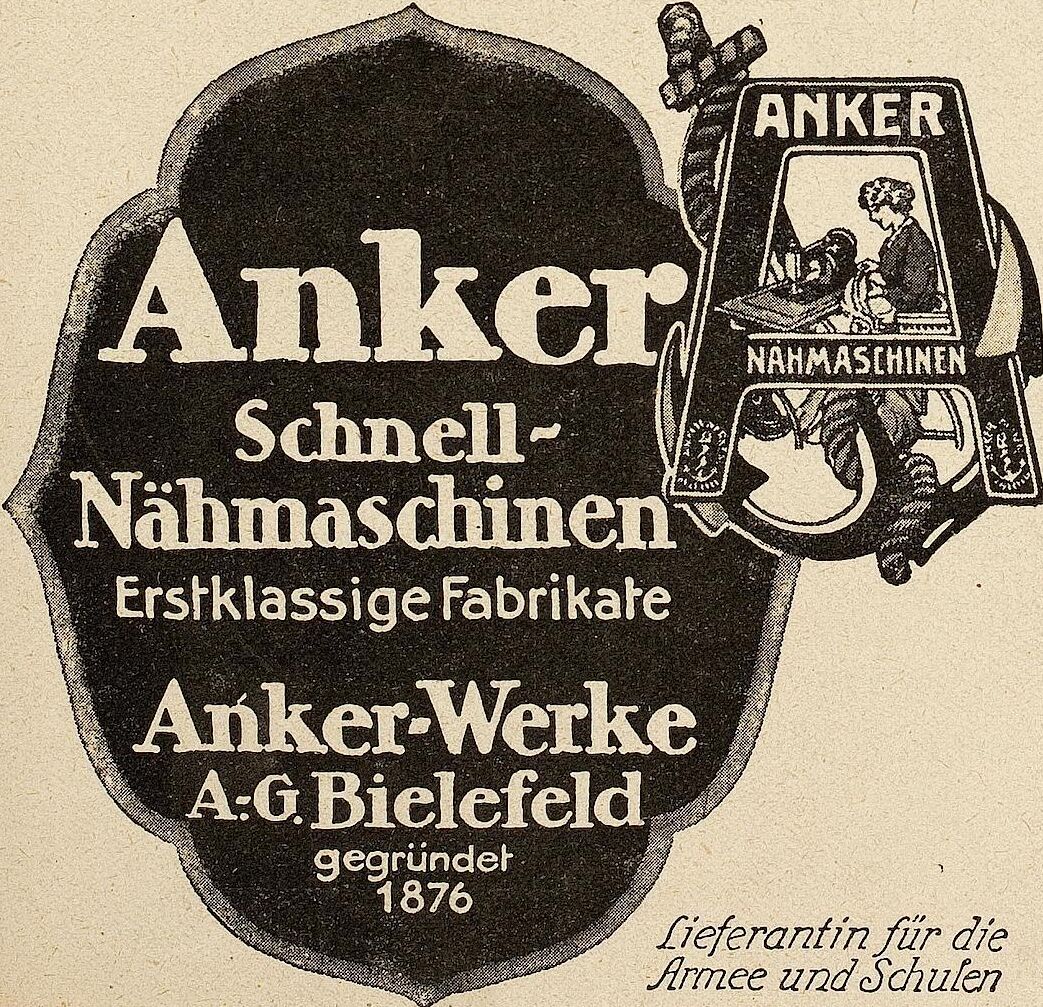 Anker
Schnell-
Nähmaschinen
Erstklassige Fabrikate
Anker-Werke
A.-G. Bielefeld
gegründet
1876
ANKER
NÄHMASCHINEN
Lieferantin für die
Armee und Schulen